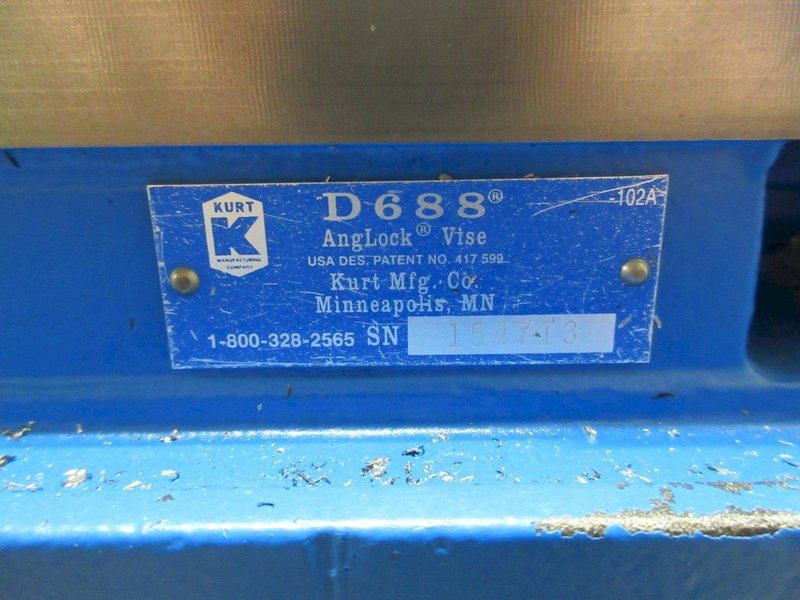 KURT
K
MANUFACTURING
COMPANY
D688®
-102A
AngLock® Vise
USA DES. PATENT NO. 417 599
Kurt Mfg. Co.
Minneapolis, MN
1-800-328-2565 SN 154713